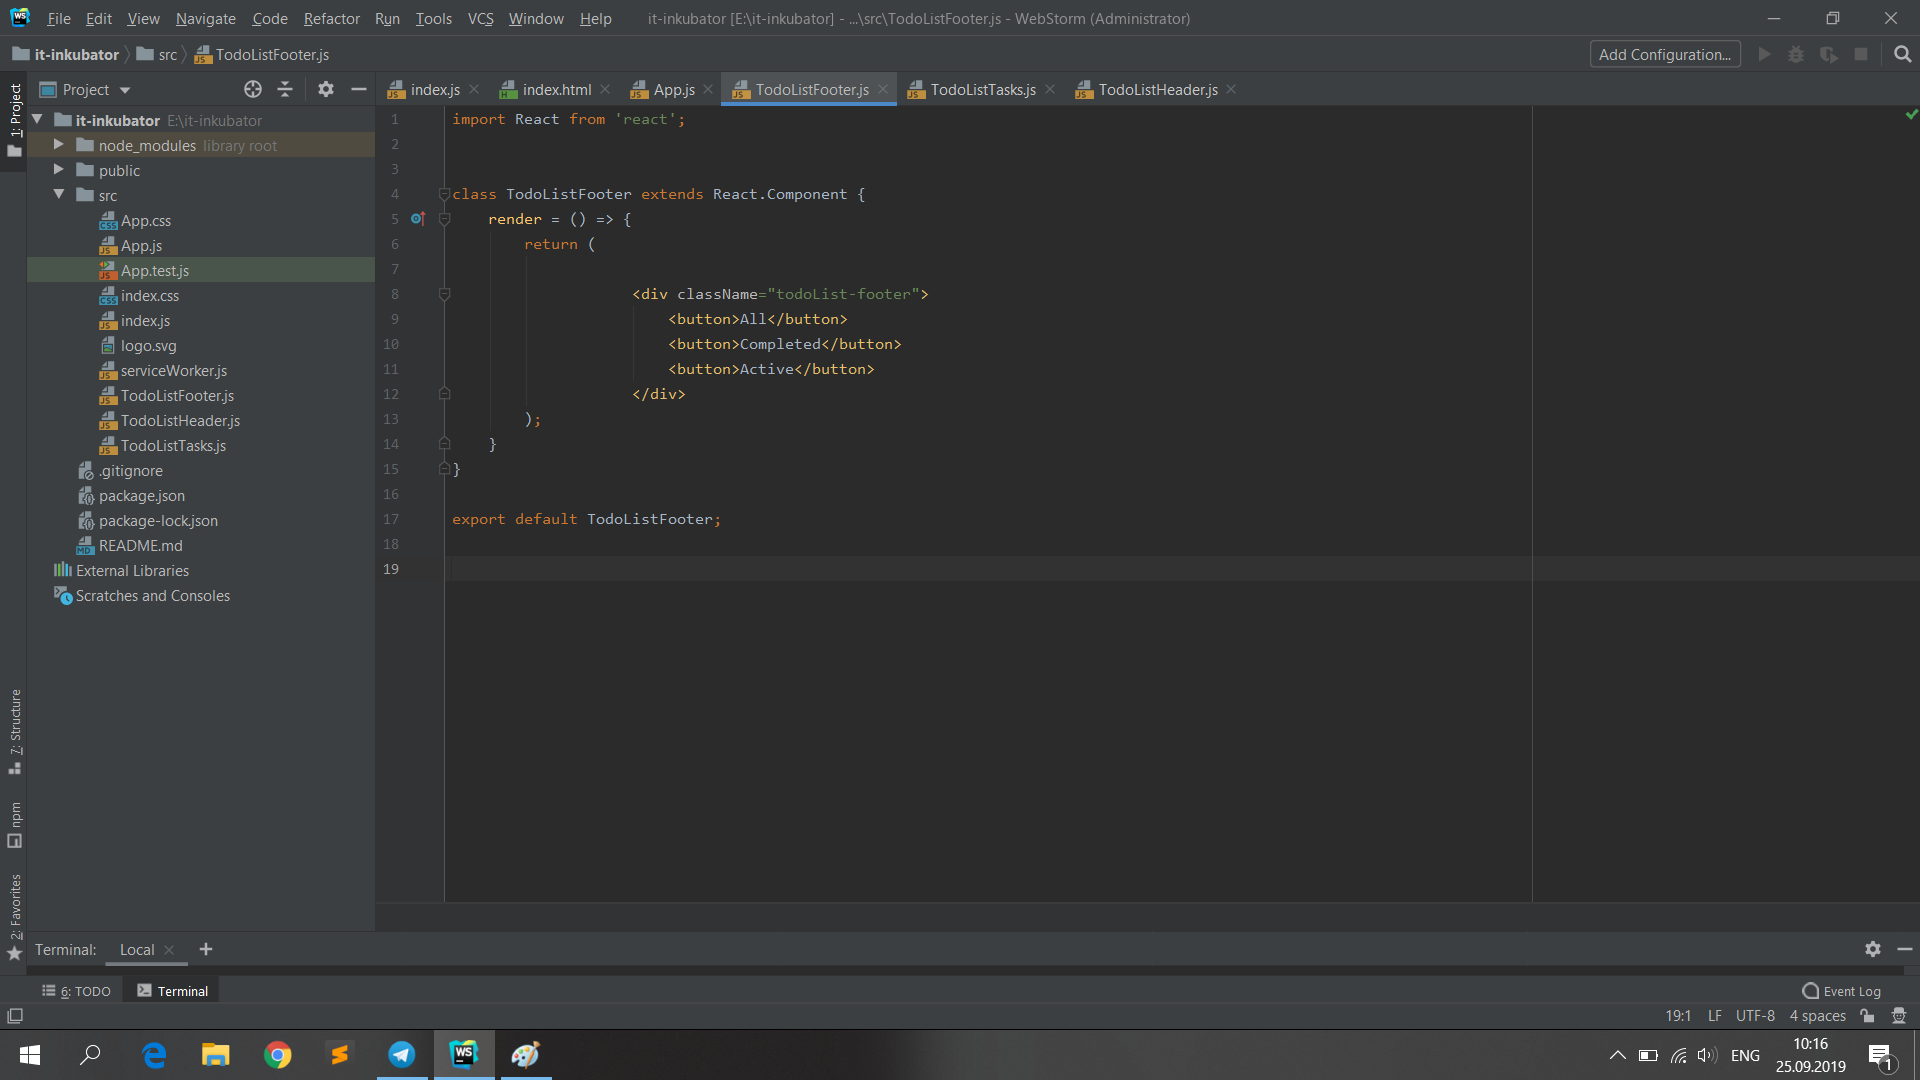 File Edit View Navigate Code Refactor Run Tools VCS Window Help it-inkubator [E:\it-inkubator] - ...\src\TodoListFooter.js - WebStorm (Administrator)
it-inkubator src TodoListFooter.js Add Configuration...
Project
index.js index.html App.js TodoListFooter.js TodoListTasks.js TodoListHeader.js
1: Project
7: Structure
npm
2: Favorites
it-inkubator E:\it-inkubator
node_modules library root
public
src
App.css
App.js
App.test.js
index.css
index.js
logo.svg
serviceWorker.js
TodoListFooter.js
TodoListHeader.js
TodoListTasks.js
.gitignore
package.json
package-lock.json
README.md
External Libraries
Scratches and Consoles
1 import React from 'react';
2
3
4 class TodoListFooter extends React.Component {
5 render = () => {
6 return (
7
8 <div className="todoList-footer">
9 <button>All</button>
10 <button>Completed</button>
11 <button>Active</button>
12 </div>
13 );
14 }
15 }
16
17 export default TodoListFooter;
18
19
Terminal: Local
6: TODO Terminal Event Log
19:1 LF UTF-8 4 spaces
ENG 10:16
25.09.2019
1